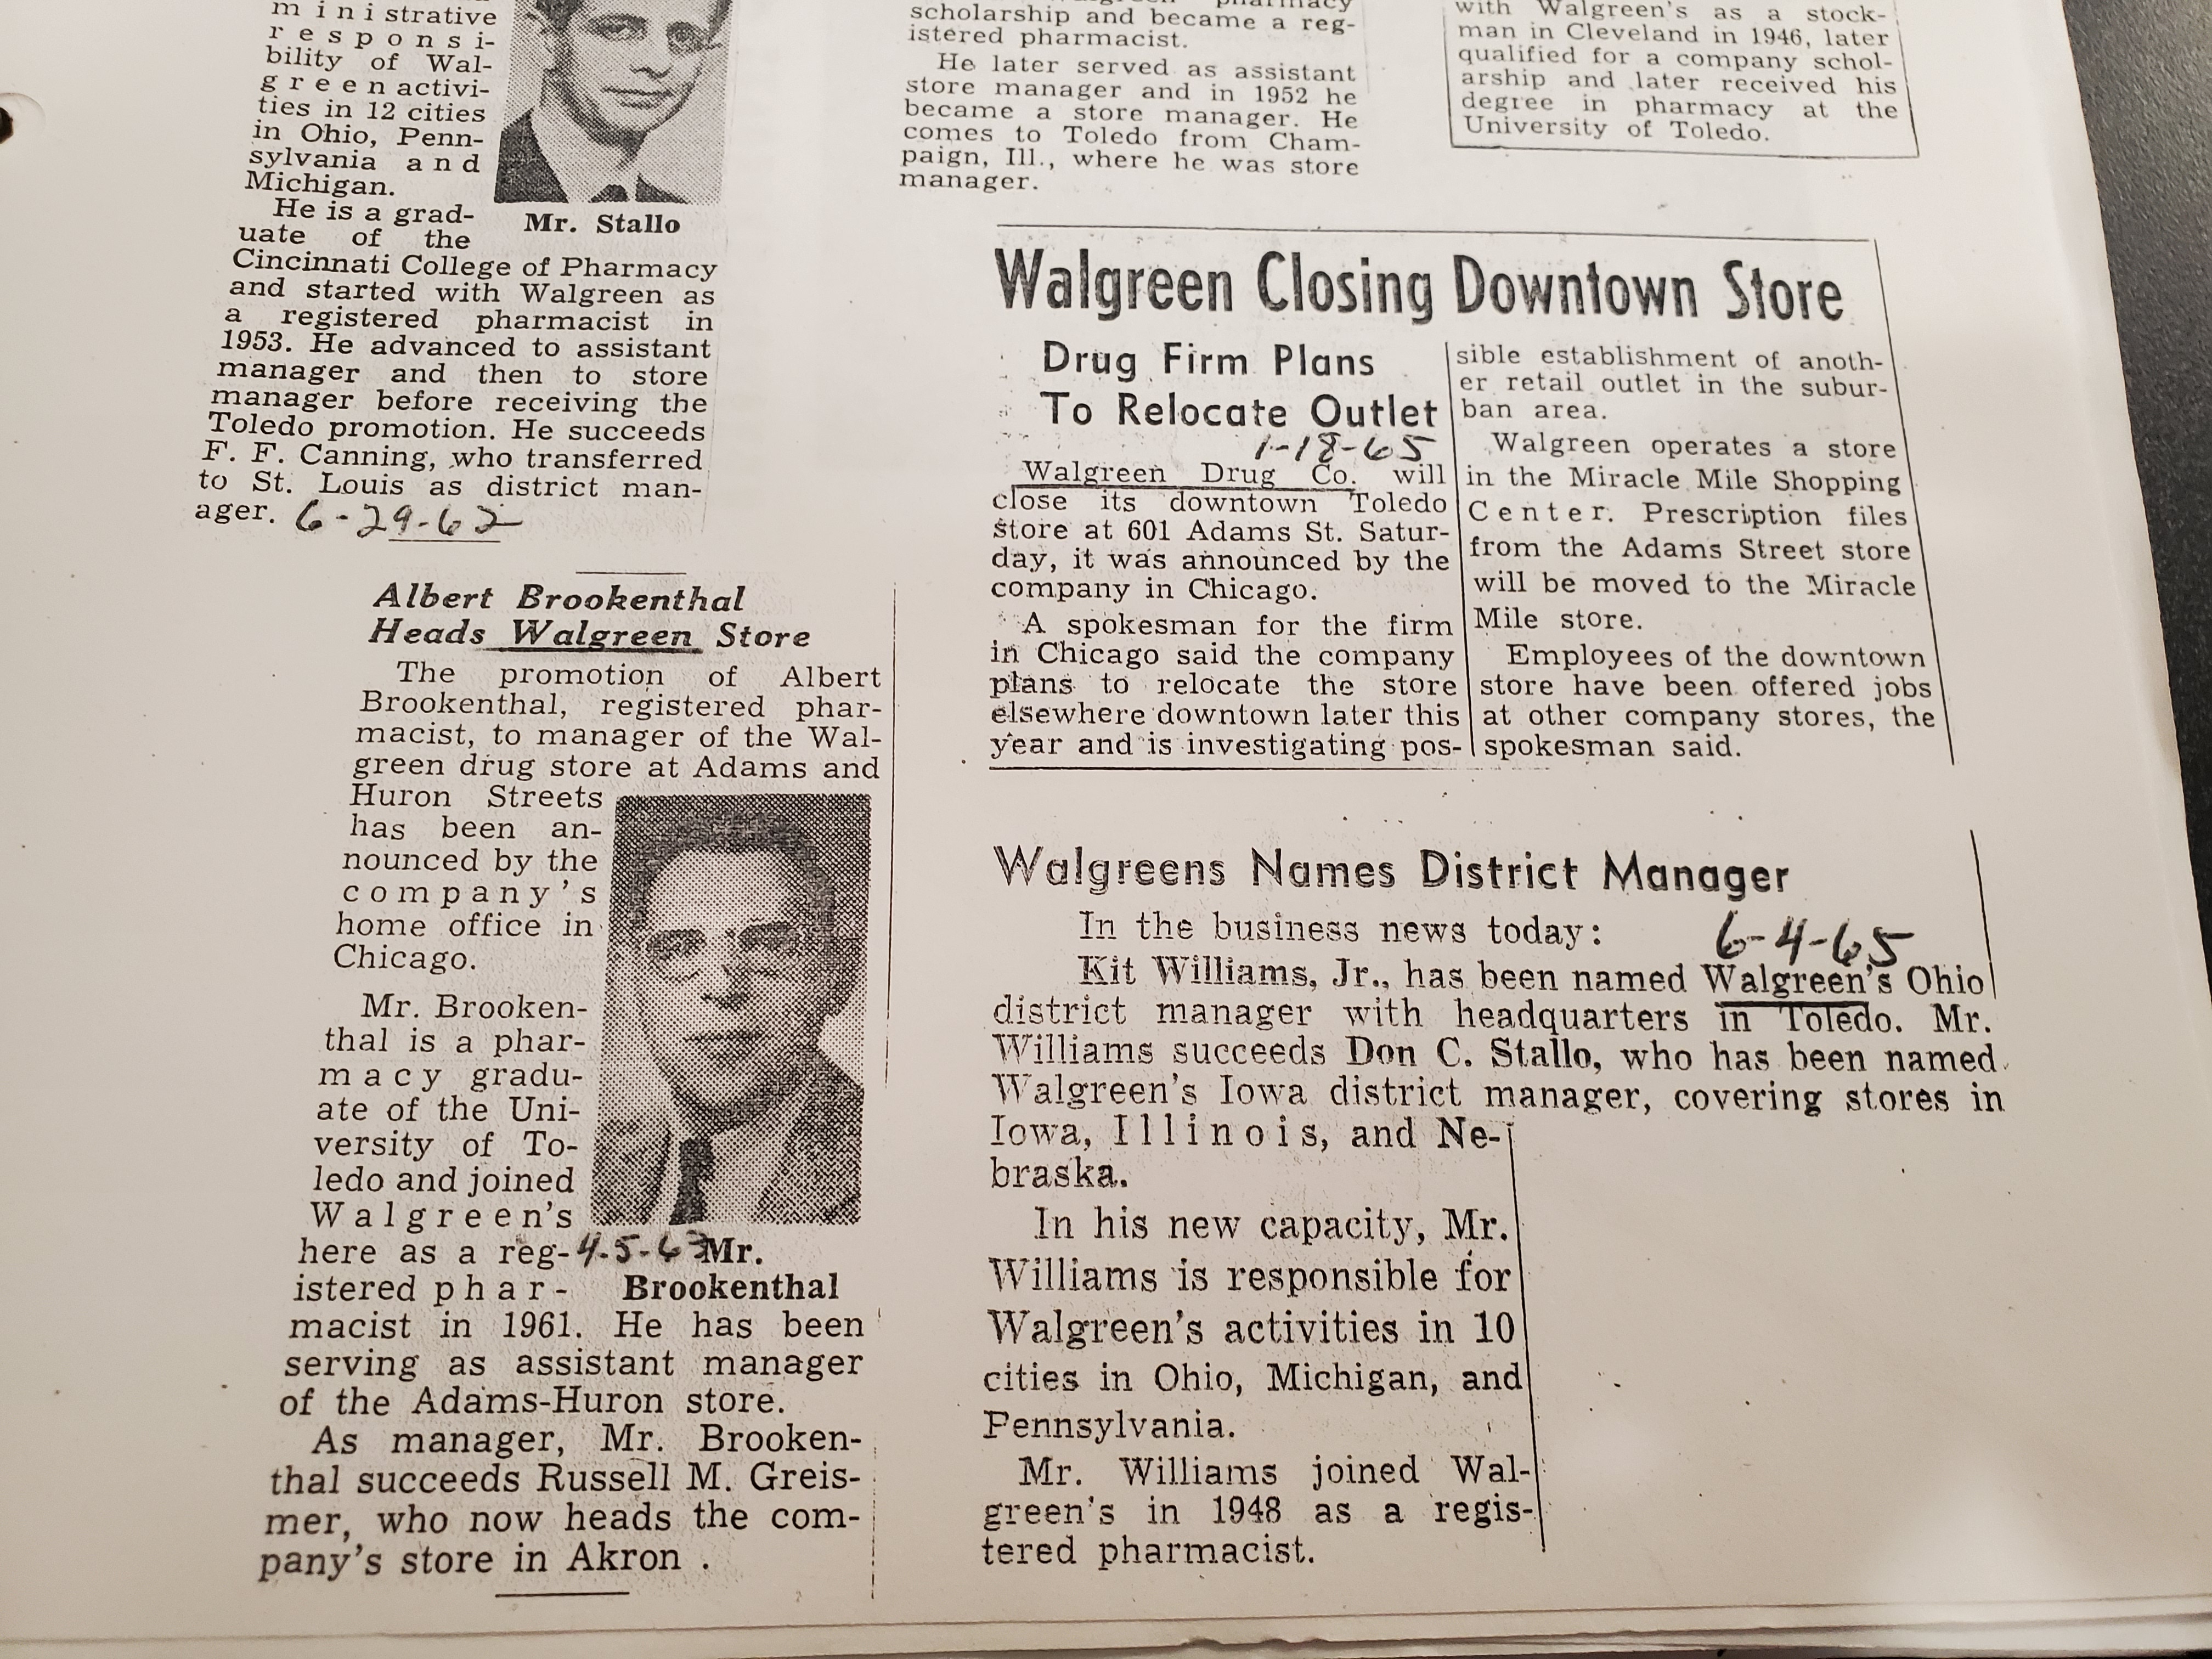 ministrative
responsi-
bility of Wal-
green activi-
ties in 12 cities
in Ohio, Penn-
sylvania and
Michigan.
He is a grad-
uate of the
Cincinnati College of Pharmacy
and started with Walgreen as
a registered pharmacist in
1953. He advanced to assistant
manager and then to store
manager before receiving the
Toledo promotion. He succeeds
F. F. Canning, who transferred
to St. Louis as district man-
ager. 6-29-62
Mr. Stallo
Albert Brookenthal
Heads Walgreen Store
The promotion of Albert
Brookenthal, registered phar-
macist, to manager of the Wal-
green drug store at Adams and
Huron Streets
has been an-
nounced by the
company's
home office in
Chicago.
Mr. Brooken-
thal is a phar-
macy gradu-
ate of the Uni-
versity of To-
ledo and joined
Walgreen's
here as a reg-
istered phar-
macist in 1961. He has been
serving as assistant manager
of the Adams-Huron store.
As manager, Mr. Brooken-
thal succeeds Russell M. Greis-
mer, who now heads the com-
pany's store in Akron .
4-5-63
Mr.
Brookenthal
pharmacy
scholarship and became a reg-
istered pharmacist.
He later served as assistant
store manager and in 1952 he
became a store manager. He
comes to Toledo from Cham-
paign, Ill., where he was store
manager.
with Walgreen's as a stock-
man in Cleveland in 1946, later
qualified for a company schol-
arship and later received his
degree in pharmacy at the
University of Toledo.
Walgreen Closing Downtown Store
Drug Firm Plans
To Relocate Outlet
1-18-65
Walgreen Drug Co. will
close its downtown Toledo
store at 601 Adams St. Satur-
day, it was announced by the
company in Chicago.
A spokesman for the firm
in Chicago said the company
plans to relocate the store
elsewhere downtown later this
year and is investigating pos-
sible establishment of anoth-
er retail outlet in the subur-
ban area.
Walgreen operates a store
in the Miracle Mile Shopping
Center. Prescription files
from the Adams Street store
will be moved to the Miracle
Mile store.
Employees of the downtown
store have been offered jobs
at other company stores, the
spokesman said.
Walgreens Names District Manager
In the business news today:
6-4-65
Kit Williams, Jr., has been named Walgreen's Ohio
district manager with headquarters in Toledo. Mr.
Williams succeeds Don C. Stallo, who has been named
Walgreen's Iowa district manager, covering stores in
Iowa, Illinois, and Ne-
braska.
In his new capacity, Mr.
Williams is responsible for
Walgreen's activities in 10
cities in Ohio, Michigan, and
Pennsylvania.
Mr. Williams joined Wal-
green's in 1948 as a regis-
tered pharmacist.